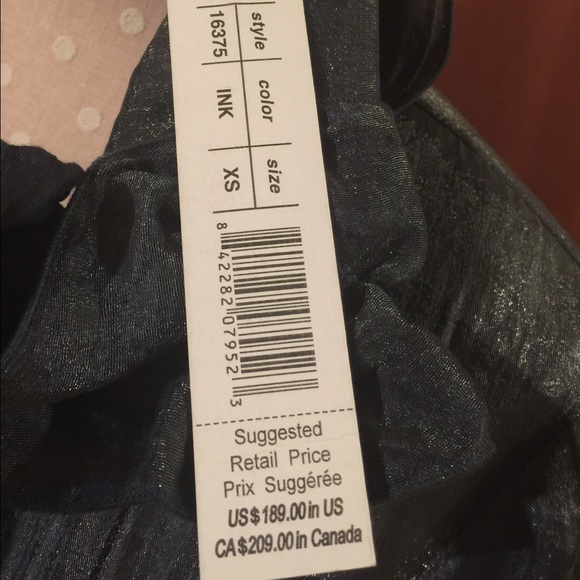 style color size
16375 INK XS
8 42282 07952 3
Suggested
Retail Price
Prix Suggérée
US$189.00 in US
CA$209.00 in Canada